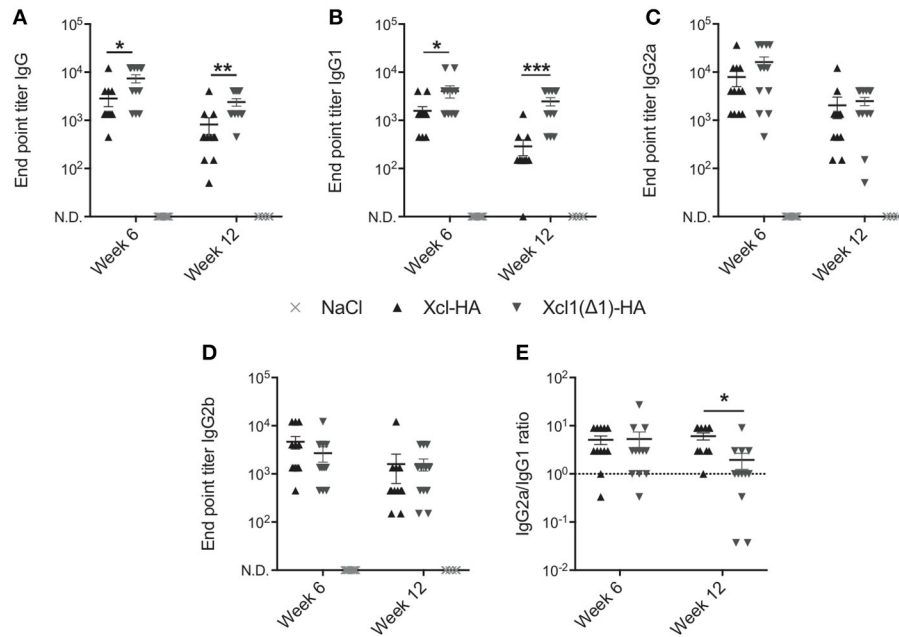 A
End point titer IgG
10⁵
10⁴
10³
10²
N.D.
*
**
Week 6
Week 12
B
End point titer IgG1
10⁵
10⁴
10³
10²
N.D.
*
***
Week 6
Week 12
C
End point titer IgG2a
10⁵
10⁴
10³
10²
N.D.
Week 6
Week 12
NaCl
Xcl-HA
Xcl1(Δ1)-HA
D
End point titer IgG2b
10⁵
10⁴
10³
10²
N.D.
Week 6
Week 12
E
IgG2a/IgG1 ratio
10²
10¹
10⁰
10⁻¹
10⁻²
*
Week 6
Week 12